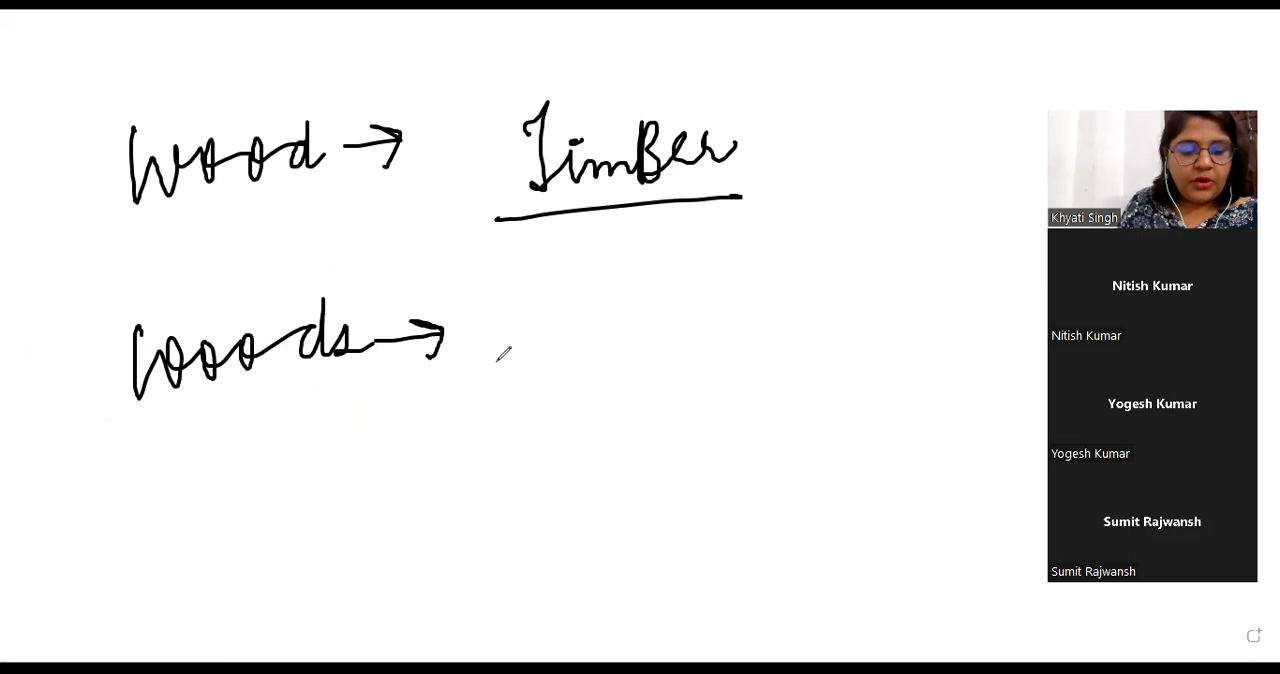 wood → TimBer
woods →
Khyati Singh
Nitish Kumar
Nitish Kumar
Yogesh Kumar
Yogesh Kumar
Sumit Rajwansh
Sumit Rajwansh